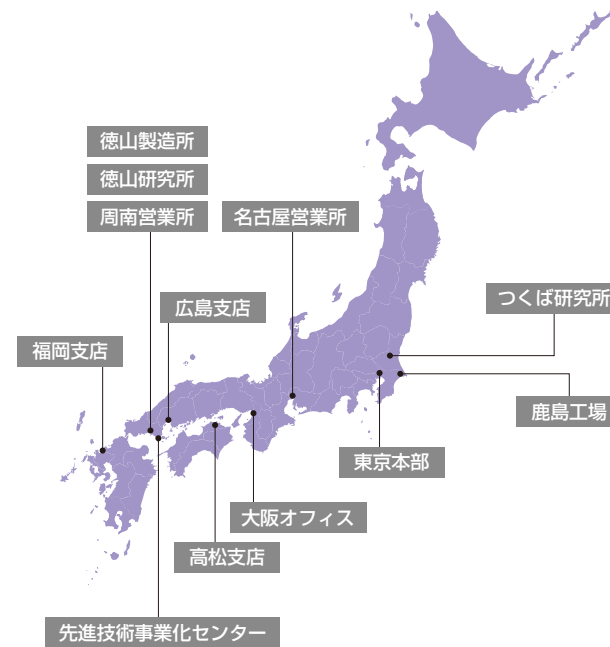 徳山製造所
徳山研究所
周南営業所
名古屋営業所
つくば研究所
広島支店
福岡支店
鹿島工場
東京本部
大阪オフィス
高松支店
先進技術事業化センター